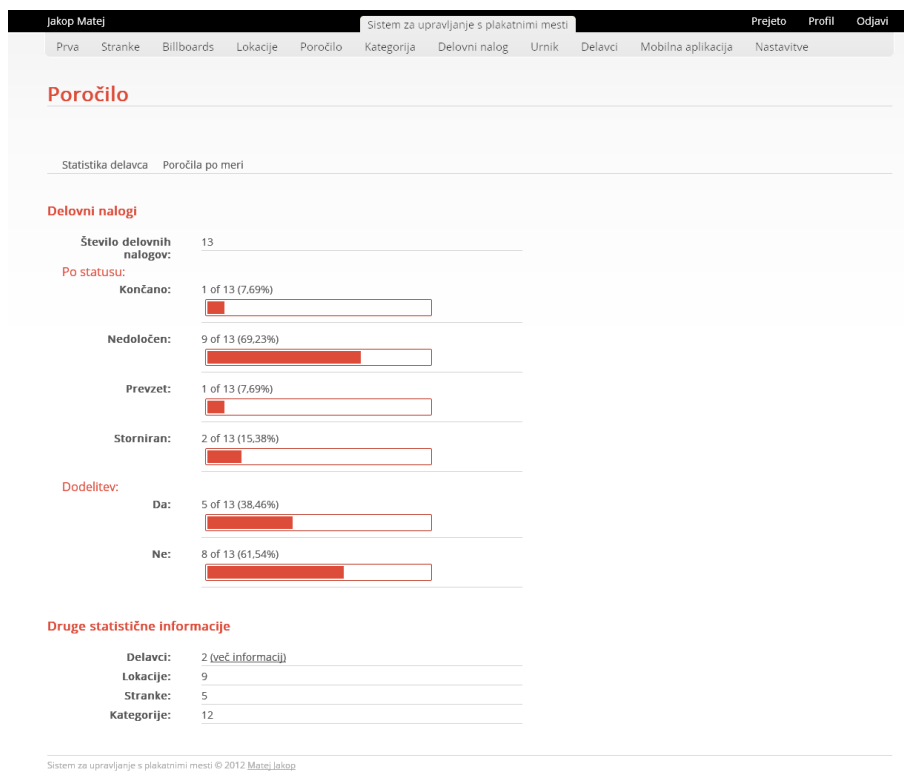 Jakop Matej Sistem za upravljanje s plakatnimi mesti Prejeto Profil Odjavi
Prva Stranke Billboards Lokacije Poročilo Kategorija Delovni nalog Urnik Delavci Mobilna aplikacija Nastavitve
Poročilo
Statistika delavca Poročila po meri
Delovni nalogi
Število delovnih 13
nalogov:
Po statusu:
Končano: 1 of 13 (7,69%)
Nedoločen: 9 of 13 (69,23%)
Prevzet: 1 of 13 (7,69%)
Storniran: 2 of 13 (15,38%)
Dodelitev:
Da: 5 of 13 (38,46%)
Ne: 8 of 13 (61,54%)
Druge statistične informacije
Delavci: 2 (več informacij)
Lokacije: 9
Stranke: 5
Kategorije: 12
Sistem za upravljanje s plakatnimi mesti © 2012 Matej Jakop